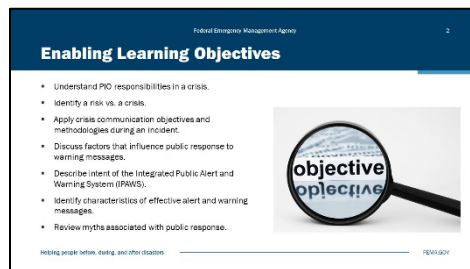 Federal Emergency Management Agency
2
Enabling Learning Objectives
▪ Understand PIO responsibilities in a crisis.
▪ Identify a risk vs. a crisis.
▪ Apply crisis communication objectives and
methodologies during an incident.
▪ Discuss factors that influence public response to
warning messages.
▪ Describe intent of the Integrated Public Alert and
Warning System (IPAWS).
▪ Identify characteristics of effective alert and warning
messages.
▪ Review myths associated with public response.
objective
objective
Helping people before, during, and after disasters
FEMA.GOV